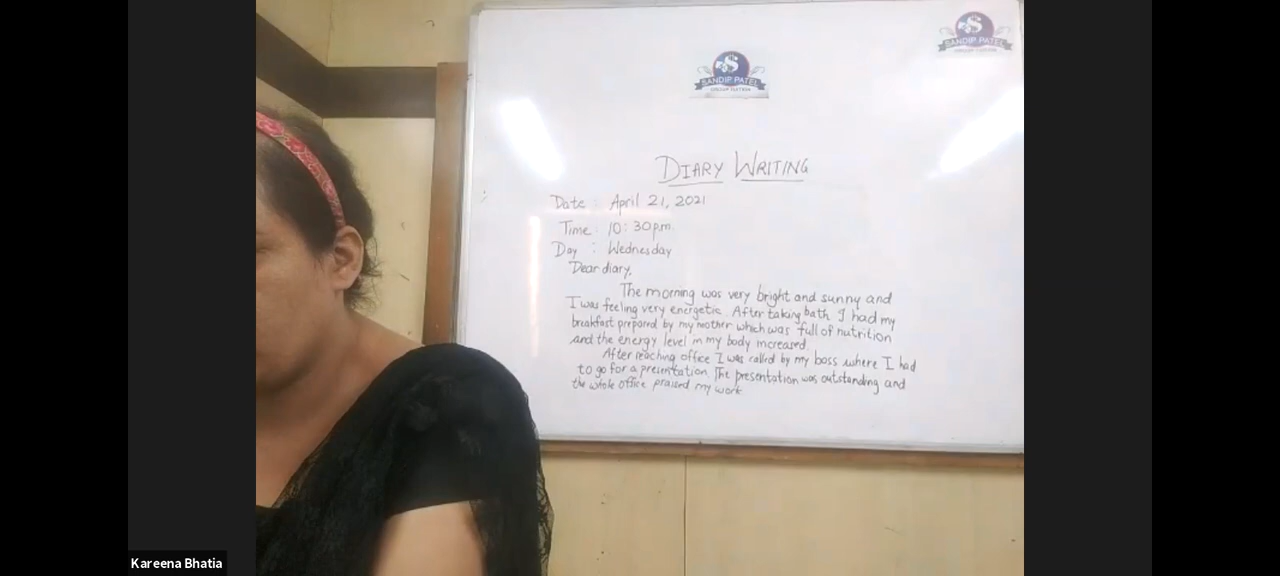 SANDIP PATEL
SANDIP PATEL
DIARY WRITING
Date : April 21, 2021
Time : 10:30 p.m.
Day : Wednesday
Dear diary,
The morning was very bright and sunny and
I was feeling very energetic. After taking bath I had my
breakfast prepared by my mother which was full of nutrition
and the energy level in my body increased.
After reaching office I was called by my boss where I had
to go for a presentation. The presentation was outstanding and
the whole office praised my work
Kareena Bhatia